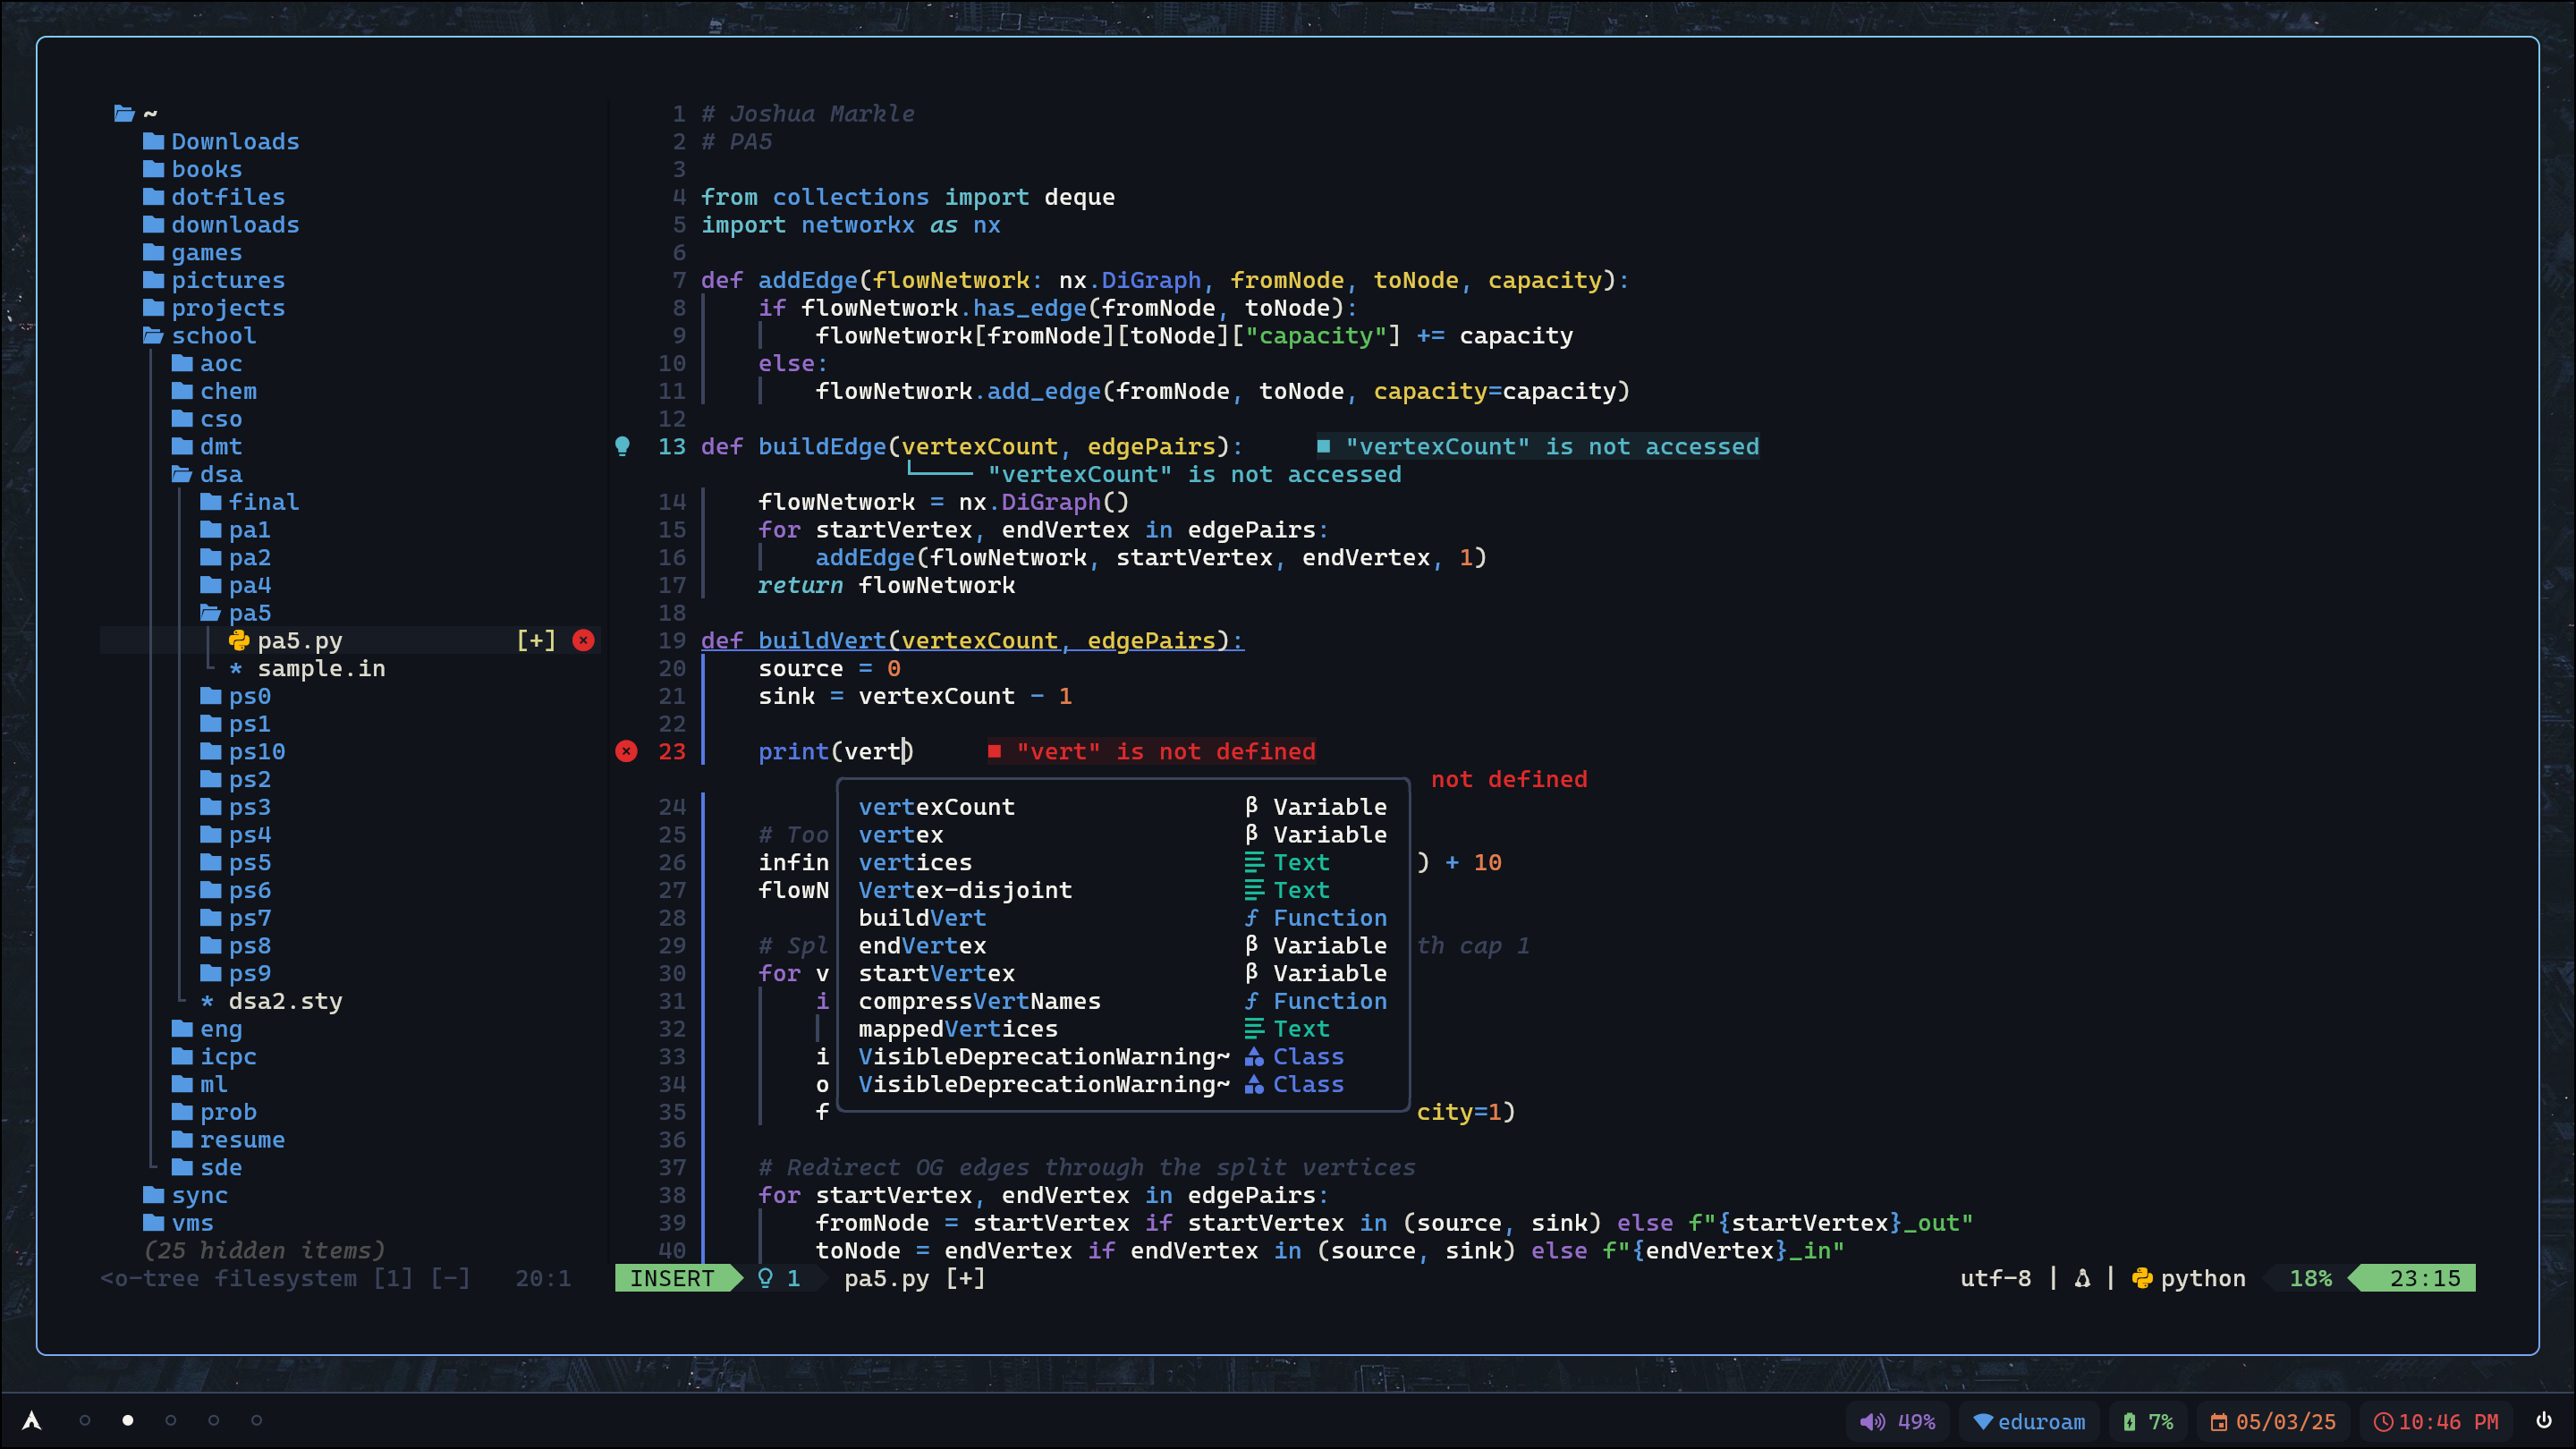 ~
Downloads
books
dotfiles
downloads
games
pictures
projects
school
aoc
chem
cso
dmt
dsa
final
pa1
pa2
pa4
pa5
pa5.py [+]
* sample.in
ps0
ps1
ps10
ps2
ps3
ps4
ps5
ps6
ps7
ps8
ps9
* dsa2.sty
eng
icpc
ml
prob
resume
sde
sync
vms
(25 hidden items)
<o-tree filesystem [1] [-] 20:1
1 # Joshua Markle
2 # PA5
3
4 from collections import deque
5 import networkx as nx
6
7 def addEdge(flowNetwork: nx.DiGraph, fromNode, toNode, capacity):
8 if flowNetwork.has_edge(fromNode, toNode):
9 flowNetwork[fromNode][toNode]["capacity"] += capacity
10 else:
11 flowNetwork.add_edge(fromNode, toNode, capacity=capacity)
12
13 def buildEdge(vertexCount, edgePairs): ■ "vertexCount" is not accessed
"vertexCount" is not accessed
14 flowNetwork = nx.DiGraph()
15 for startVertex, endVertex in edgePairs:
16 addEdge(flowNetwork, startVertex, endVertex, 1)
17 return flowNetwork
18
19 def buildVert(vertexCount, edgePairs):
20 source = 0
21 sink = vertexCount - 1
22
23 print(vert) ■ "vert" is not defined
not defined
24
25 # Too
26 infin ) + 10
27 flowN
28
29 # Spl th cap 1
30 for v
31 i
32
33 i
34 o
35 f city=1)
36
37 # Redirect OG edges through the split vertices
38 for startVertex, endVertex in edgePairs:
39 fromNode = startVertex if startVertex in (source, sink) else f"{startVertex}_out"
40 toNode = endVertex if endVertex in (source, sink) else f"{endVertex}_in"
vertexCount β Variable
vertex β Variable
vertices Text
Vertex-disjoint Text
buildVert ƒ Function
endVertex β Variable
startVertex β Variable
compressVertNames ƒ Function
mappedVertices Text
VisibleDeprecationWarning~ Class
VisibleDeprecationWarning~ Class
INSERT 1 pa5.py [+] utf-8 | | python 18% 23:15
49% eduroam 7% 05/03/25 10:46 PM